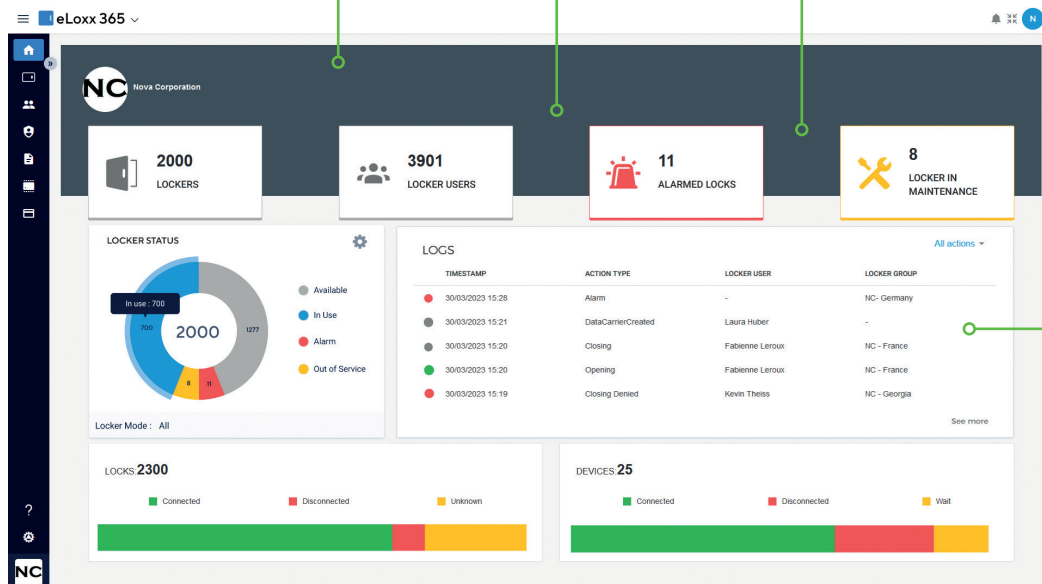 eLoxx 365
N
NC
Nova Corporation
2000
LOCKERS
3901
LOCKER USERS
11
ALARMED LOCKS
8
LOCKER IN
MAINTENANCE
LOCKER STATUS
In use : 700
700
2000
1277
8
11
Available
In Use
Alarm
Out of Service
Locker Mode : All
LOGS
All actions
TIMESTAMP ACTION TYPE LOCKER USER LOCKER GROUP
30/03/2023 15:28 Alarm - NC- Germany
30/03/2023 15:21 DataCarrierCreated Laura Huber -
30/03/2023 15:20 Closing Fabienne Leroux NC - France
30/03/2023 15:20 Opening Fabienne Leroux NC - France
30/03/2023 15:19 Closing Denied Kevin Theiss NC - Georgia
See more
LOCKS:2300
Connected Disconnected Unknown
DEVICES:25
Connected Disconnected Wait
?
NC